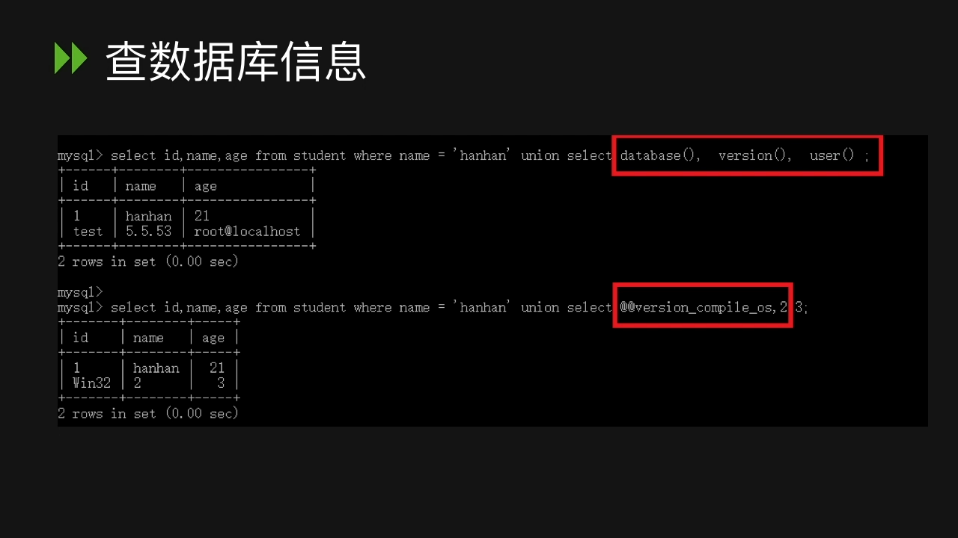 查数据库信息
mysql> select id,name,age from student where name = 'hanhan' union select database(), version(), user() ;
+------+--------+----------------+
| id | name | age |
+------+--------+----------------+
| 1 | hanhan | 21 |
| test | 5.5.53 | root@localhost |
+------+--------+----------------+
2 rows in set (0.00 sec)
mysql>
mysql> select id,name,age from student where name = 'hanhan' union select @@version_compile_os,2,3;
+-------+--------+-----+
| id | name | age |
+-------+--------+-----+
| 1 | hanhan | 21 |
| Win32 | 2 | 3 |
+-------+--------+-----+
2 rows in set (0.00 sec)